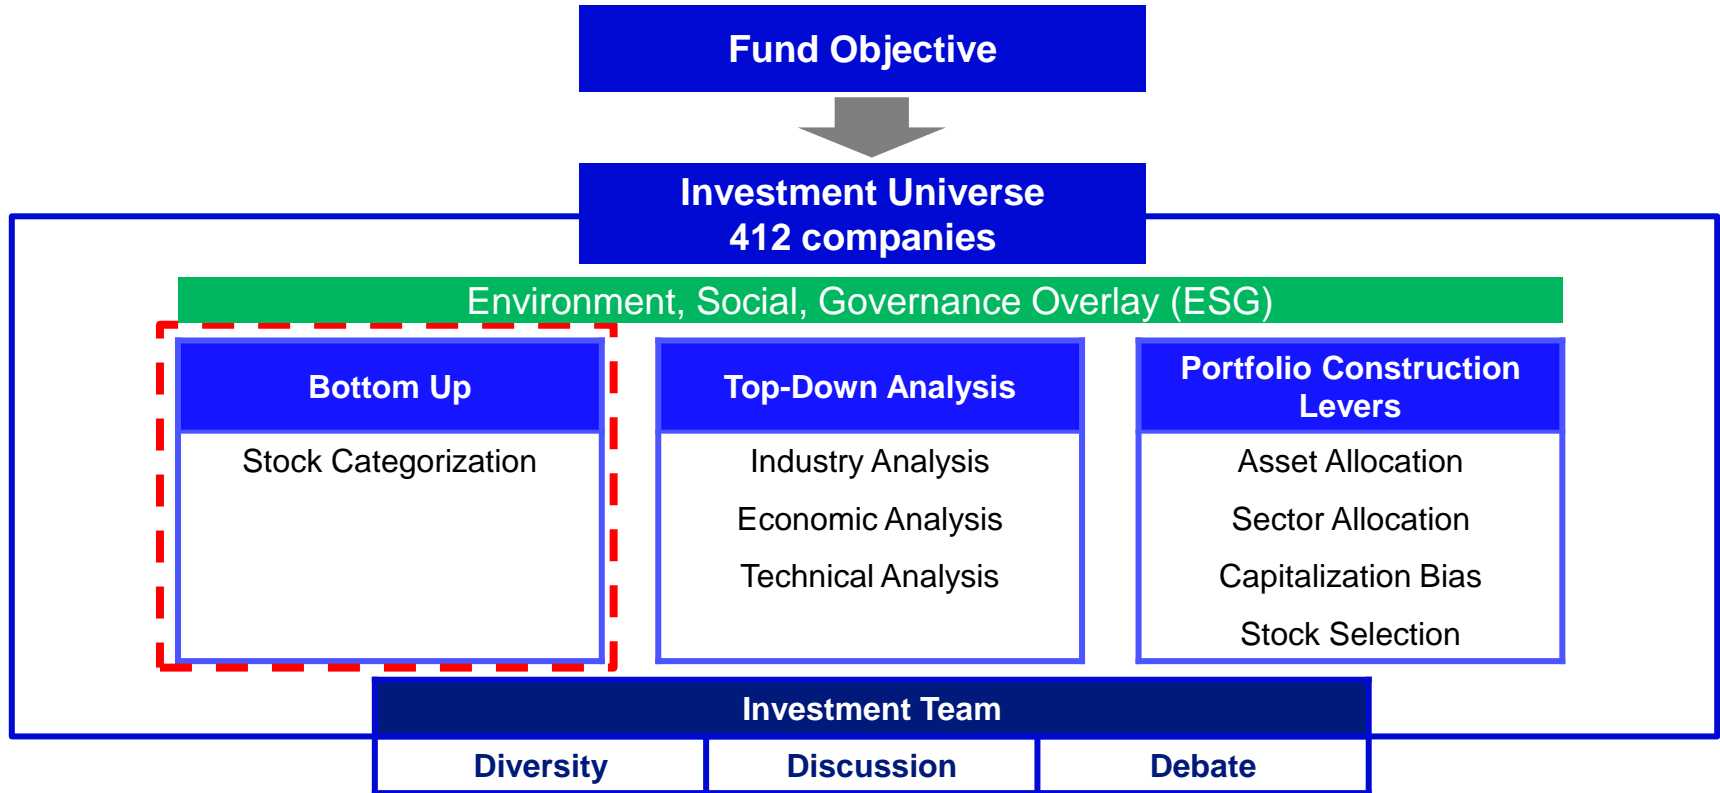 Fund Objective
Investment Universe
412 companies
Environment, Social, Governance Overlay (ESG)
Bottom Up
Stock Categorization
Top-Down Analysis
Industry Analysis
Economic Analysis
Technical Analysis
Portfolio Construction
Levers
Asset Allocation
Sector Allocation
Capitalization Bias
Stock Selection
Investment Team
Diversity
Discussion
Debate